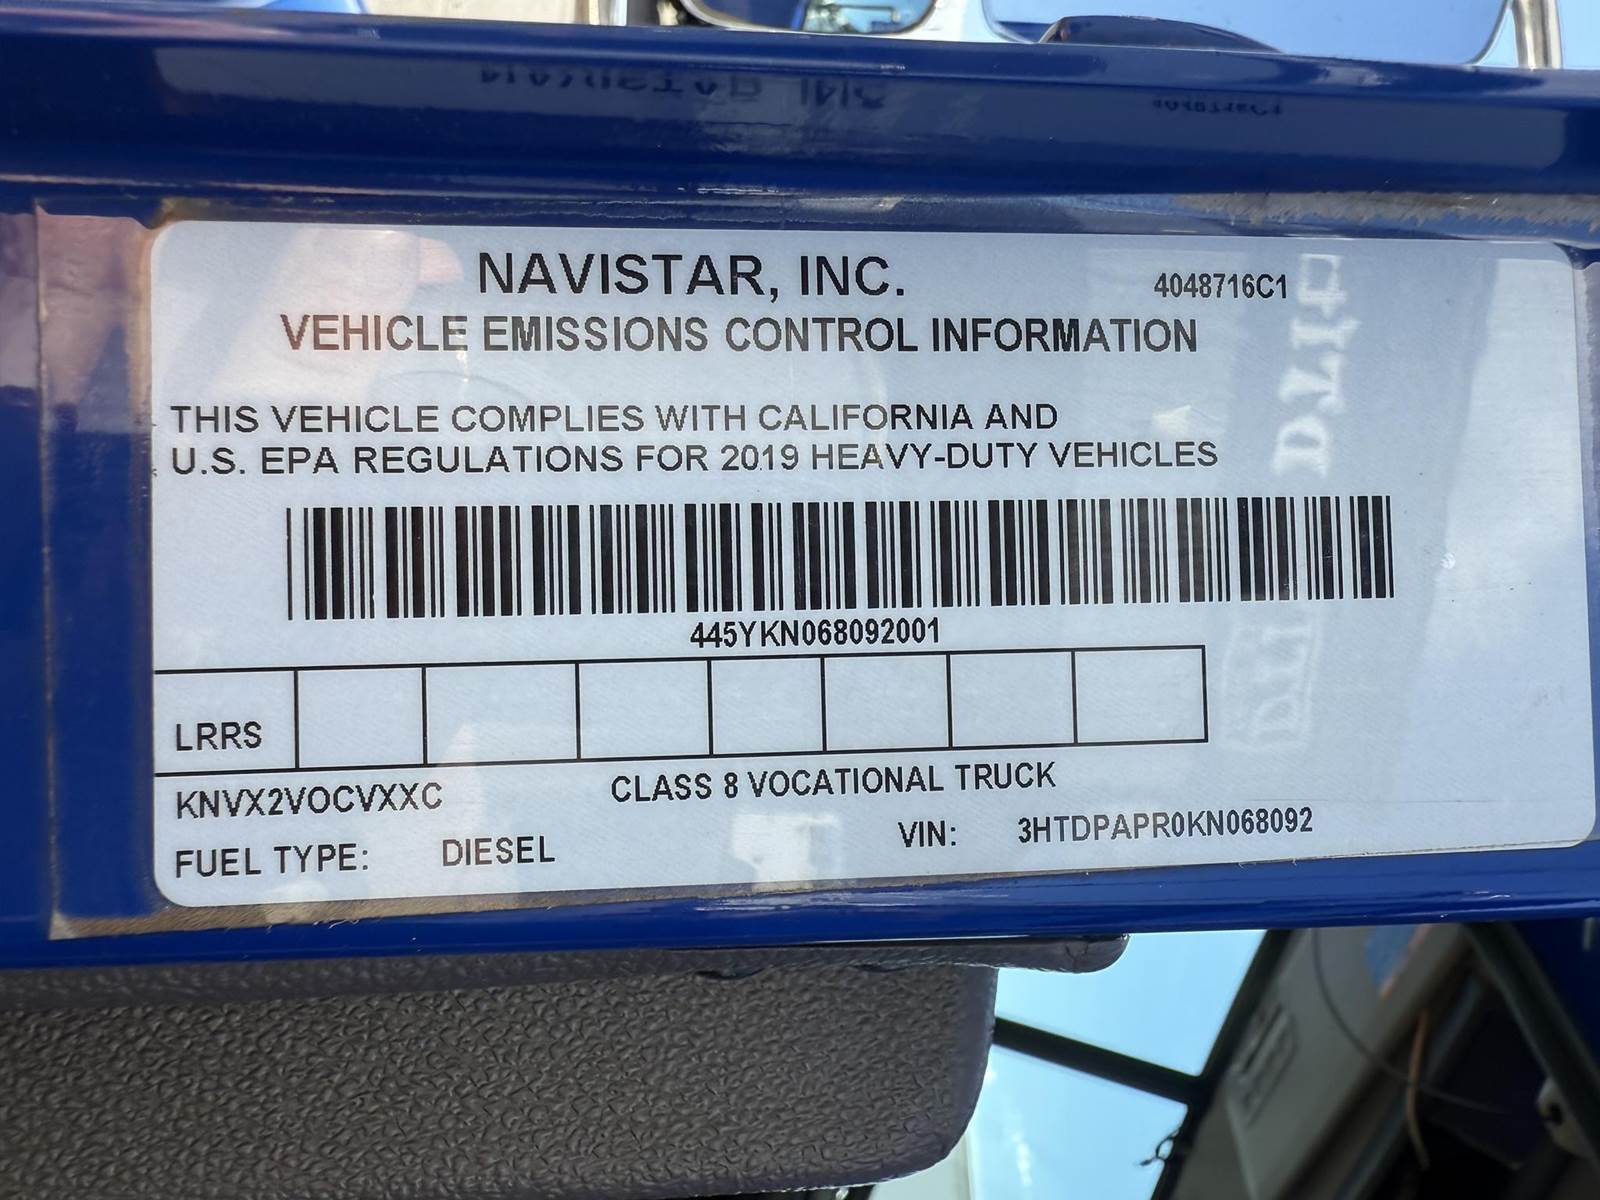 NAVISTAR, INC.
4048716C1
VEHICLE EMISSIONS CONTROL INFORMATION
THIS VEHICLE COMPLIES WITH CALIFORNIA AND
U.S. EPA REGULATIONS FOR 2019 HEAVY-DUTY VEHICLES
445YKN068092001
LRRS
KNVX2VOCVXXC CLASS 8 VOCATIONAL TRUCK
FUEL TYPE: DIESEL VIN: 3HTDPAPR0KN068092